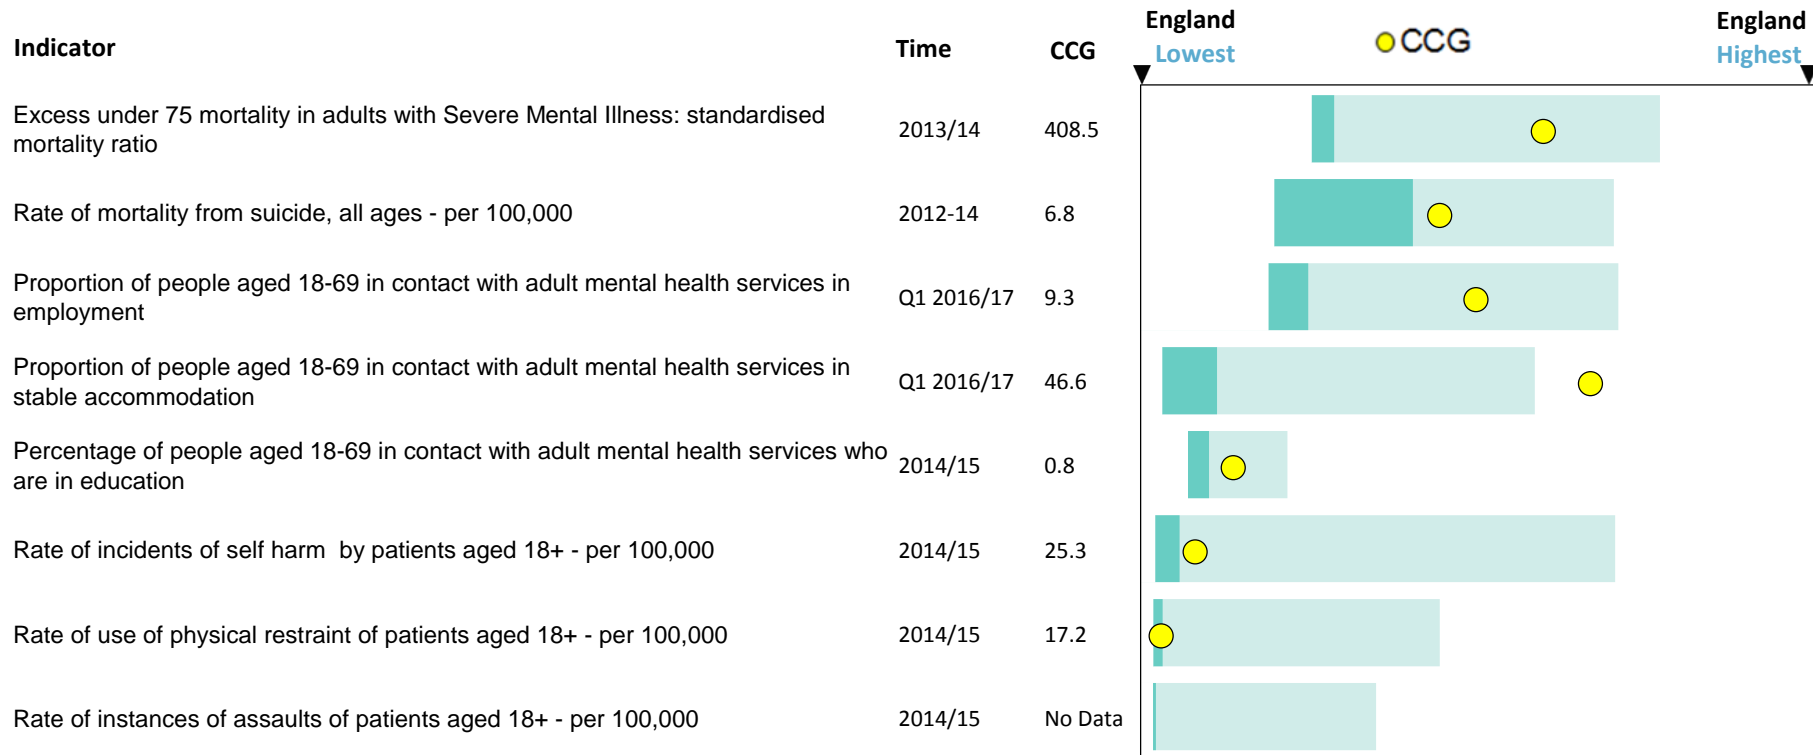 England England
Indicator Time CCG Lowest CCG Highest
Excess under 75 mortality in adults with Severe Mental Illness: standardised
mortality ratio 2013/14 408.5
Rate of mortality from suicide, all ages - per 100,000 2012-14 6.8
Proportion of people aged 18-69 in contact with adult mental health services in
employment Q1 2016/17 9.3
Proportion of people aged 18-69 in contact with adult mental health services in
stable accommodation Q1 2016/17 46.6
Percentage of people aged 18-69 in contact with adult mental health services who
are in education 2014/15 0.8
Rate of incidents of self harm  by patients aged 18+ - per 100,000 2014/15 25.3
Rate of use of physical restraint of patients aged 18+ - per 100,000 2014/15 17.2
Rate of instances of assaults of patients aged 18+ - per 100,000 2014/15 No Data